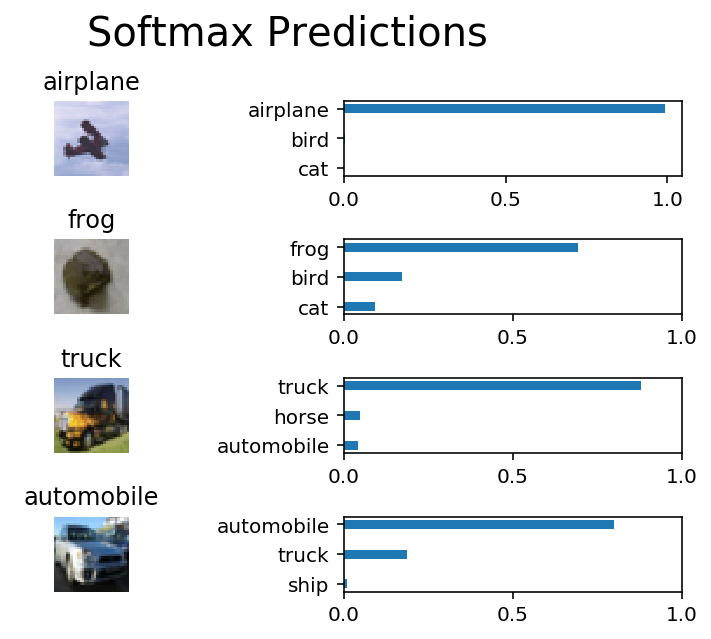 Softmax Predictions
airplane
airplane
bird
cat
0.0 0.5 1.0
frog
frog
bird
cat
0.0 0.5 1.0
truck
truck
horse
automobile
0.0 0.5 1.0
automobile
automobile
truck
ship
0.0 0.5 1.0